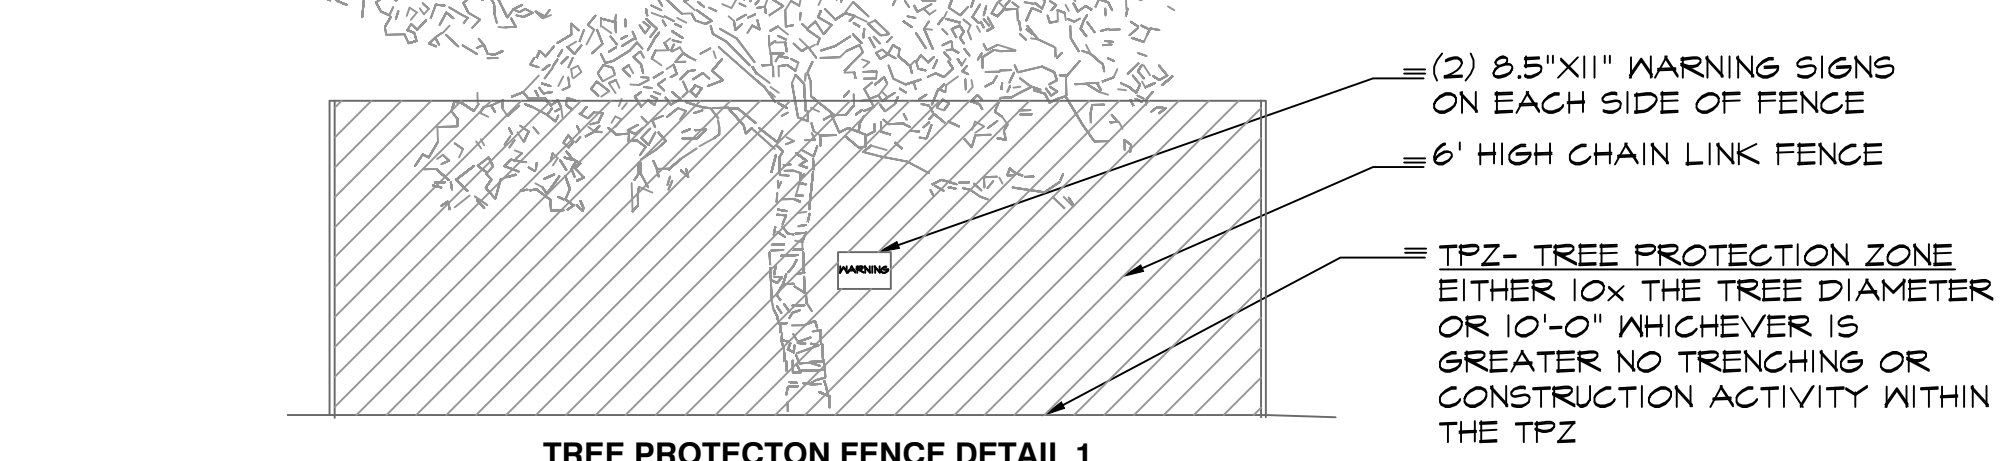 (2) 8.5"X11" WARNING SIGNS
ON EACH SIDE OF FENCE
6' HIGH CHAIN LINK FENCE
WARNING
TPZ- TREE PROTECTION ZONE
EITHER 10x THE TREE DIAMETER
OR 10'-0" WHICHEVER IS
GREATER NO TRENCHING OR
CONSTRUCTION ACTIVITY WITHIN
THE TPZ
TREE PROTECTON FENCE DETAIL 1